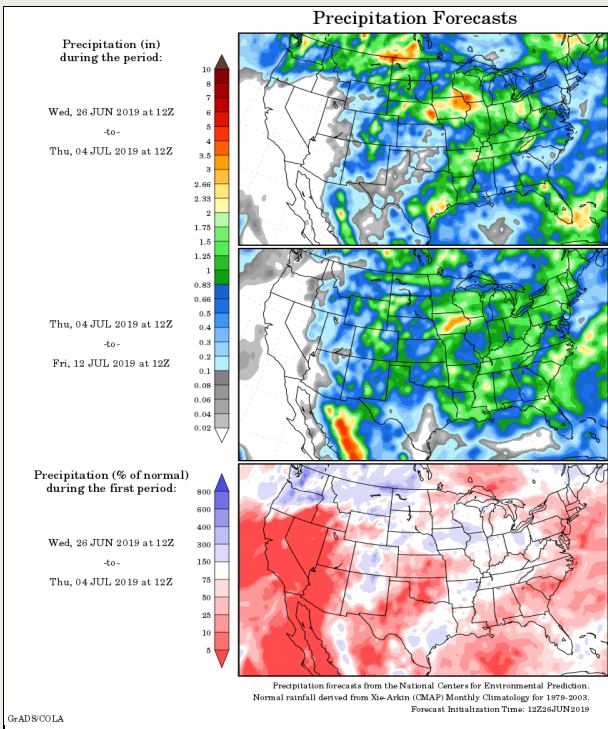 Precipitation Forecasts
Precipitation (in)
during the period:
Wed, 26 JUN 2019 at 12Z
-to-
Thu, 04 JUL 2019 at 12Z
10
8
7
6
5
4
3.5
3
2.66
2.33
2
1.75
1.5
1.25
1
0.83
0.66
0.5
0.4
0.3
0.2
0.1
0.08
0.06
0.04
0.02
Thu, 04 JUL 2019 at 12Z
-to-
Fri, 12 JUL 2019 at 12Z
Precipitation (% of normal)
during the first period:
Wed, 26 JUN 2019 at 12Z
-to-
Thu, 04 JUL 2019 at 12Z
800
600
400
300
150
75
50
25
10
5
Precipitation forecasts from the National Centers for Environmental Prediction.
Normal rainfall derived from Xie-Arkin (CMAP) Monthly Climatology for 1979-2003.
Forecast Initialization Time: 12Z26JUN2019
GrADS/COLA